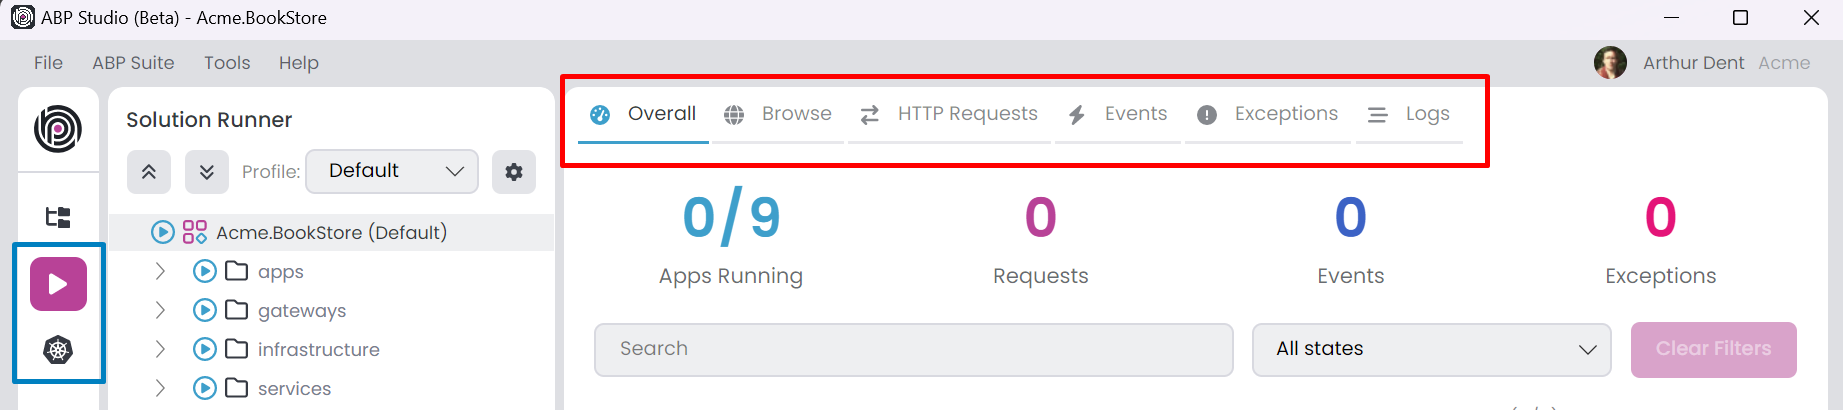 ABP Studio (Beta) - Acme.BookStore
File ABP Suite Tools Help Arthur Dent Acme
Solution Runner
Profile: Default
Acme.BookStore (Default)
apps
gateways
infrastructure
services
Overall Browse HTTP Requests Events Exceptions Logs
0/9 0 0 0
Apps Running Requests Events Exceptions
Search All states Clear Filters